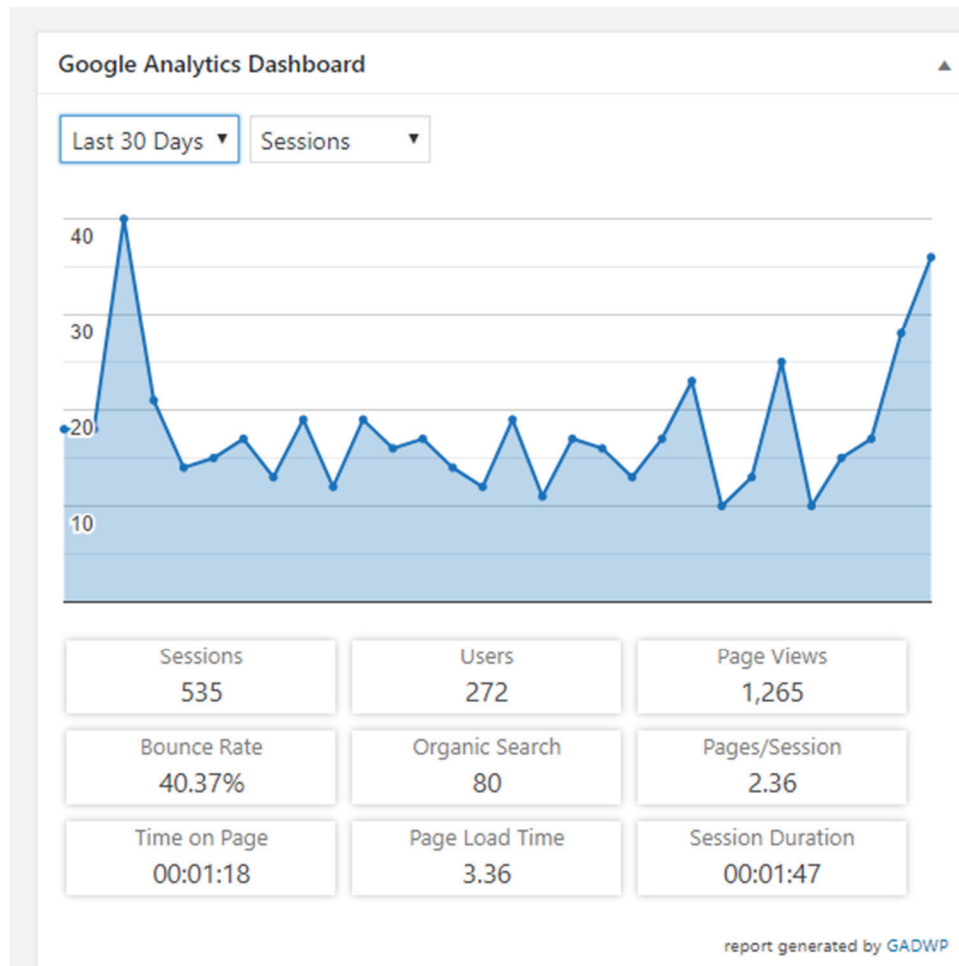 Google Analytics Dashboard
Last 30 Days
Sessions
40
30
20
10
Sessions
Users
Page Views
535
272
1,265
Bounce Rate
Organic Search
Pages/Session
40.37%
80
2.36
Time on Page
Page Load Time
Session Duration
00:01:18
3.36
00:01:47
report generated by GADWP